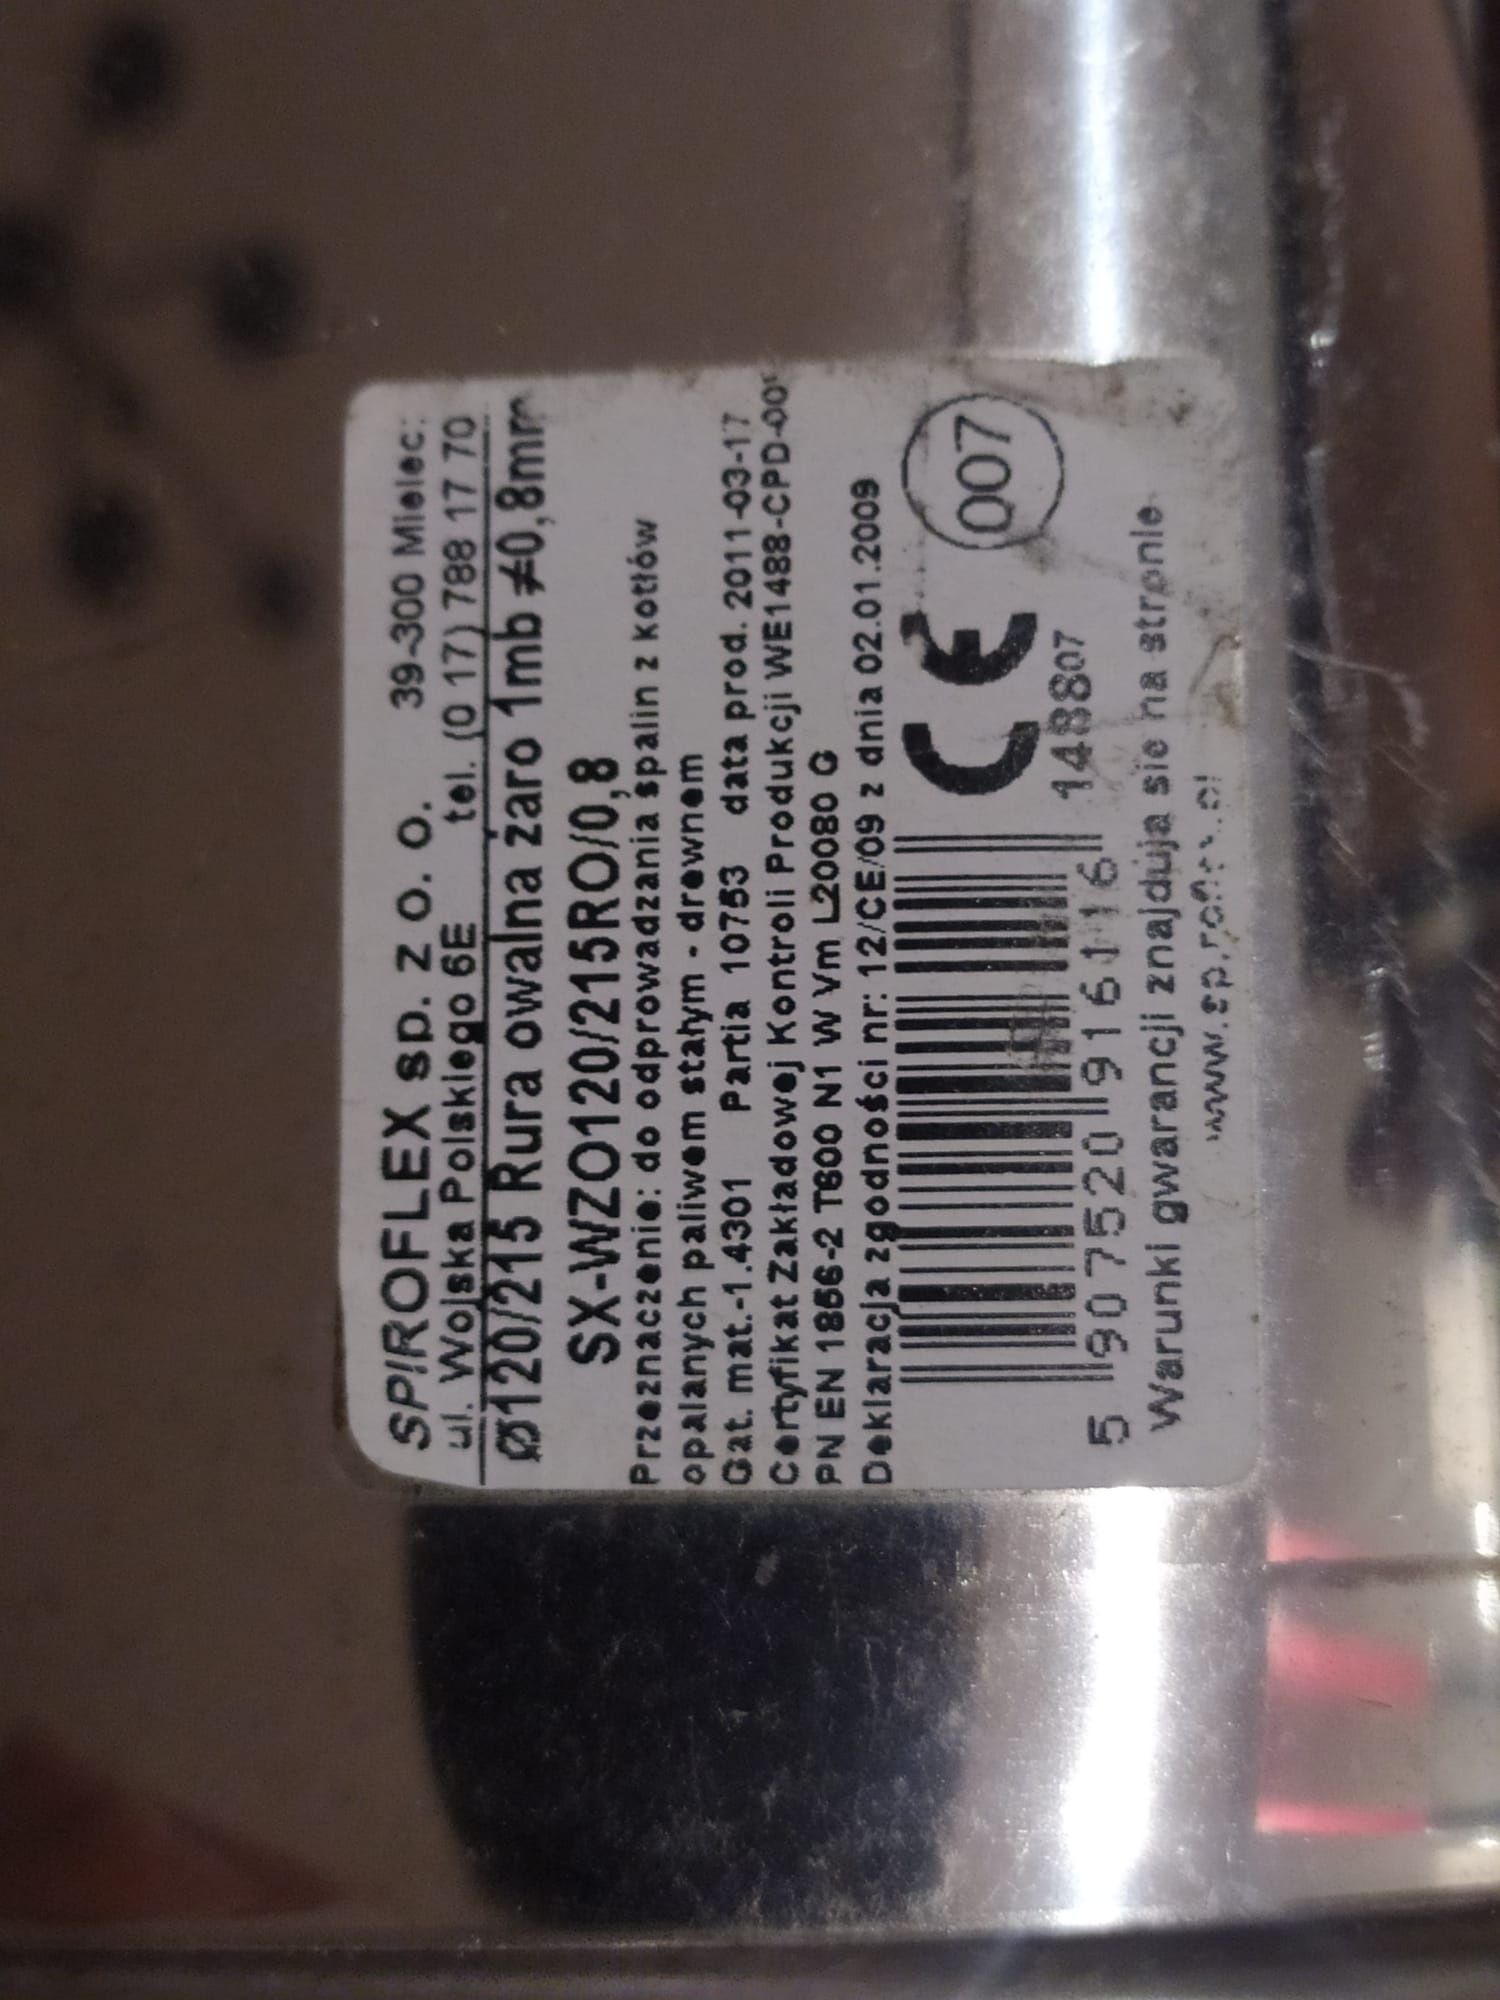 SPIROFLEX sp. z o. o. 39-300 Mielec
ul. Wojska Polskiego 6E tel. (0 17) 788 17 70
Ø120/215 Rura owalna żaro 1mb ≠0,8mm
SX-WZO120/215RO/0,8
Przeznaczenie: do odprowadzania spalin z kotłów
opalanych paliwem stałym - drewnem
Gat. mat.-1.4301 Partia 10753 data prod. 2011-03-17
Certyfikat Zakładowej Kontroli Produkcji WE1488-CPD-00
PN EN 1856-2 T600 N1 W Vm L20080 G
Deklaracja zgodności nr: 12/CE/09 z dnia 02.01.2009
CE 007
148807
5 907520 916116
Warunki gwarancji znajdują się na stronie